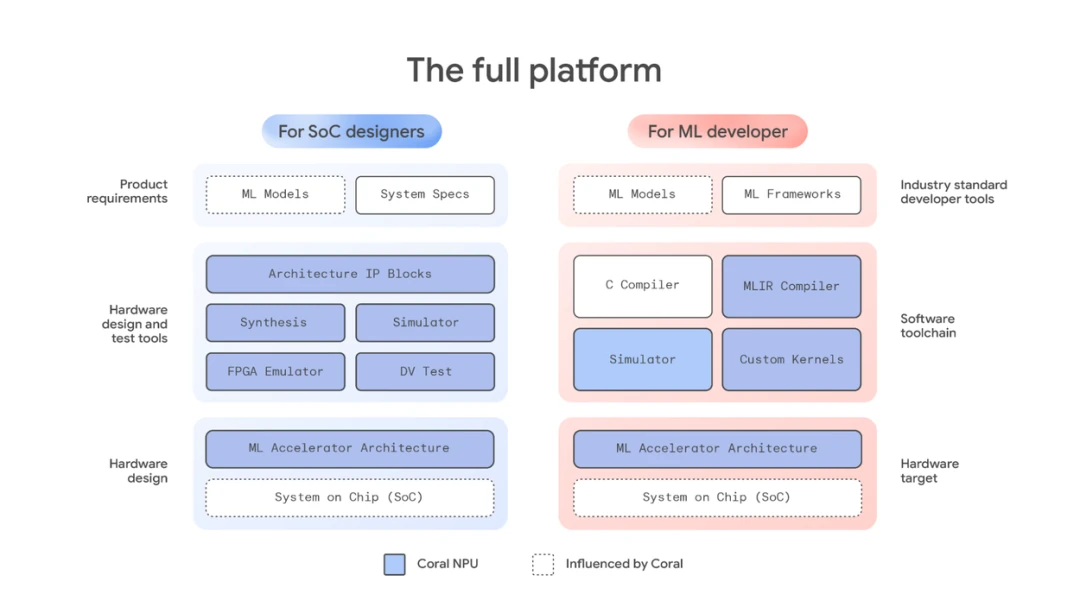 The full platform
For SoC designers
For ML developer
Product
requirements
ML Models
System Specs
ML Models
ML Frameworks
Industry standard
developer tools
Hardware
design and
test tools
Architecture IP Blocks
Synthesis
Simulator
FPGA Emulator
DV Test
C Compiler
MLIR Compiler
Simulator
Custom Kernels
Software
toolchain
Hardware
design
ML Accelerator Architecture
System on Chip (SoC)
ML Accelerator Architecture
System on Chip (SoC)
Hardware
target
Coral NPU
Influenced by Coral